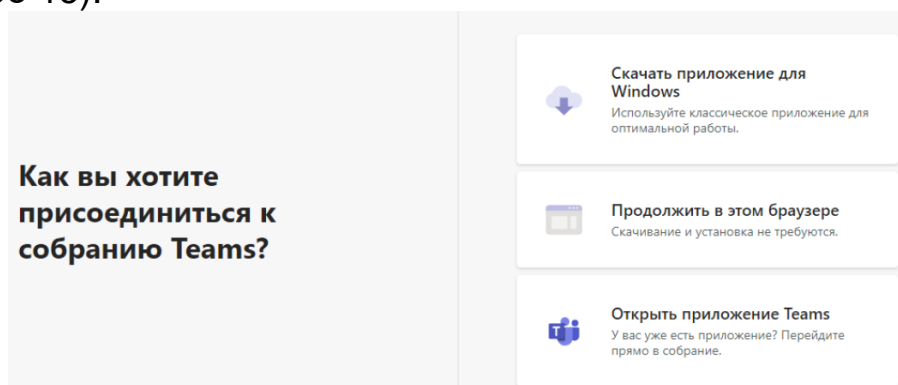 Как вы хотите
присоединиться к
собранию Teams?
Скачать приложение для
Windows
Используйте классическое приложение для
оптимальной работы.
Продолжить в этом браузере
Скачивание и установка не требуются.
Открыть приложение Teams
У вас уже есть приложение? Перейдите
прямо в собрание.